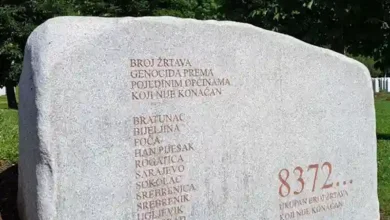 BROJ ŽRTAVA
GENOCIDA PREMA
POJEDINIM OPĆINAMA
KOJI NIJE KONAČAN
BRATUNAC
BIJELJINA
FOČA
HAN PIJESAK
ROGATICA
SARAJEVO
SOKOLAC
SREBRENICA
SREBRENIK
UGLJEVIK
8372...
UKUPAN BROJ ŽRTAVA
KOJI NIJE
KONAČAN